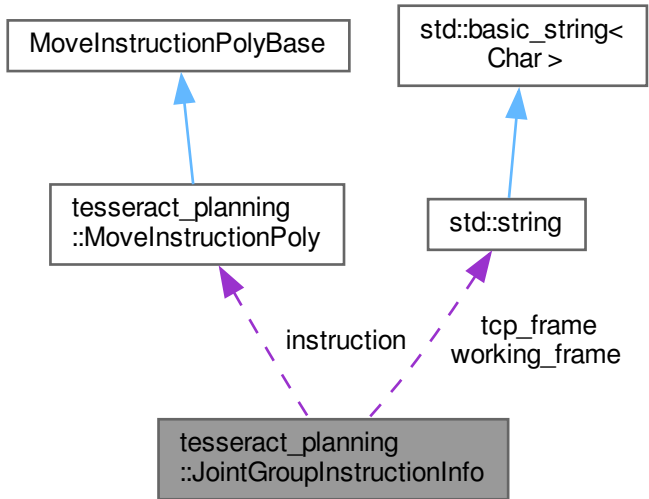 MoveInstructionPolyBase
std::basic_string<
Char >
tesseract_planning
::MoveInstructionPoly
std::string
instruction
tcp_frame
working_frame
tesseract_planning
::JointGroupInstructionInfo